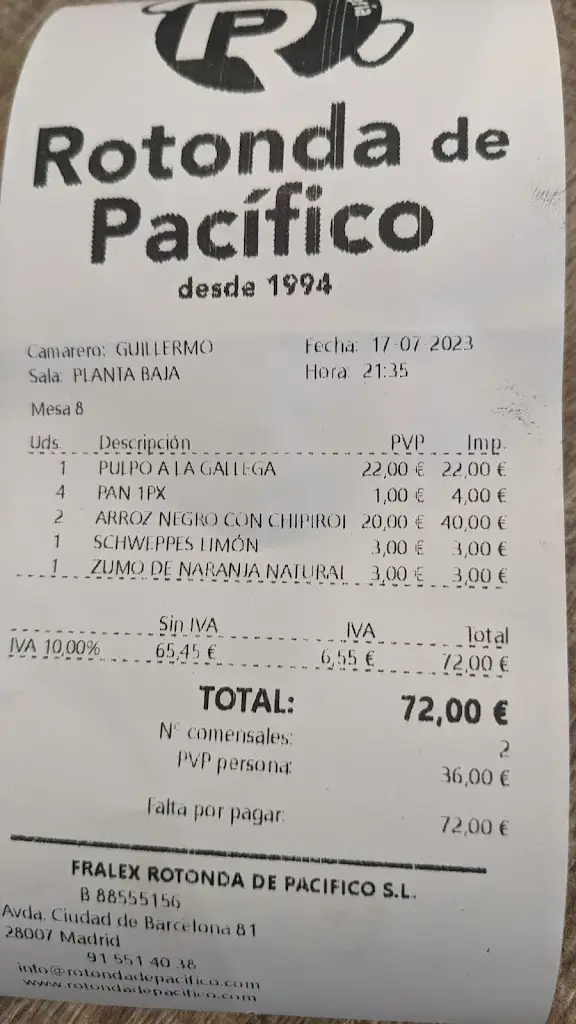 Rotonda de
Pacífico
desde 1994
Camarero: GUILLERMO Fecha: 17-07-2023
Sala: PLANTA BAJA Hora: 21:35
Mesa 8
Uds. Descripción PVP Imp.
1 PULPO A LA GALLEGA 22,00 € 22,00 €
4 PAN 1PX 1,00 € 4,00 €
2 ARROZ NEGRO CON CHIPIROI 20,00 € 40,00 €
1 SCHWEPPES LIMÓN 3,00 € 3,00 €
1 ZUMO DE NARANJA NATURAL 3,00 € 3,00 €
Sin IVA IVA Total
IVA 10,00% 65,45 € 6,55 € 72,00 €
TOTAL: 72,00 €
Nº comensales: 2
PVP persona: 36,00 €
Falta por pagar: 72,00 €
FRALEX ROTONDA DE PACIFICO S.L.
B 88555156
Avda. Ciudad de Barcelona 81
28007 Madrid
91 551 40 38
info@rotondadepacifico.com
www.rotondadepacifico.com